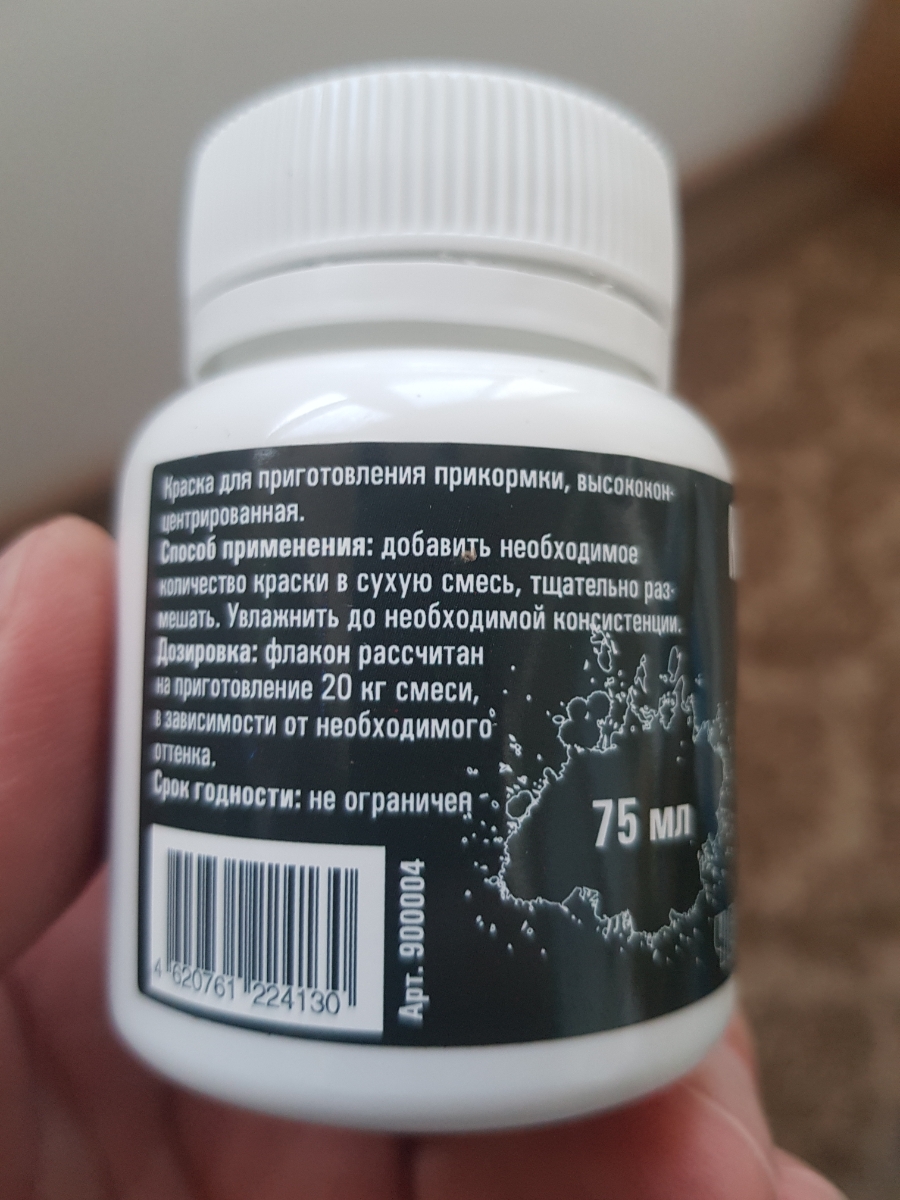 Краска для приготовления прикормки, высококон-
центрированная.
Способ применения: добавить необходимое
количество краски в сухую смесь, тщательно раз-
мешать. Увлажнить до необходимой консистенции.
Дозировка: флакон рассчитан
на приготовление 20 кг смеси,
в зависимости от необходимого
оттенка.
Срок годности: не ограничен
75 мл
4 620761 224130
Арт. 900004